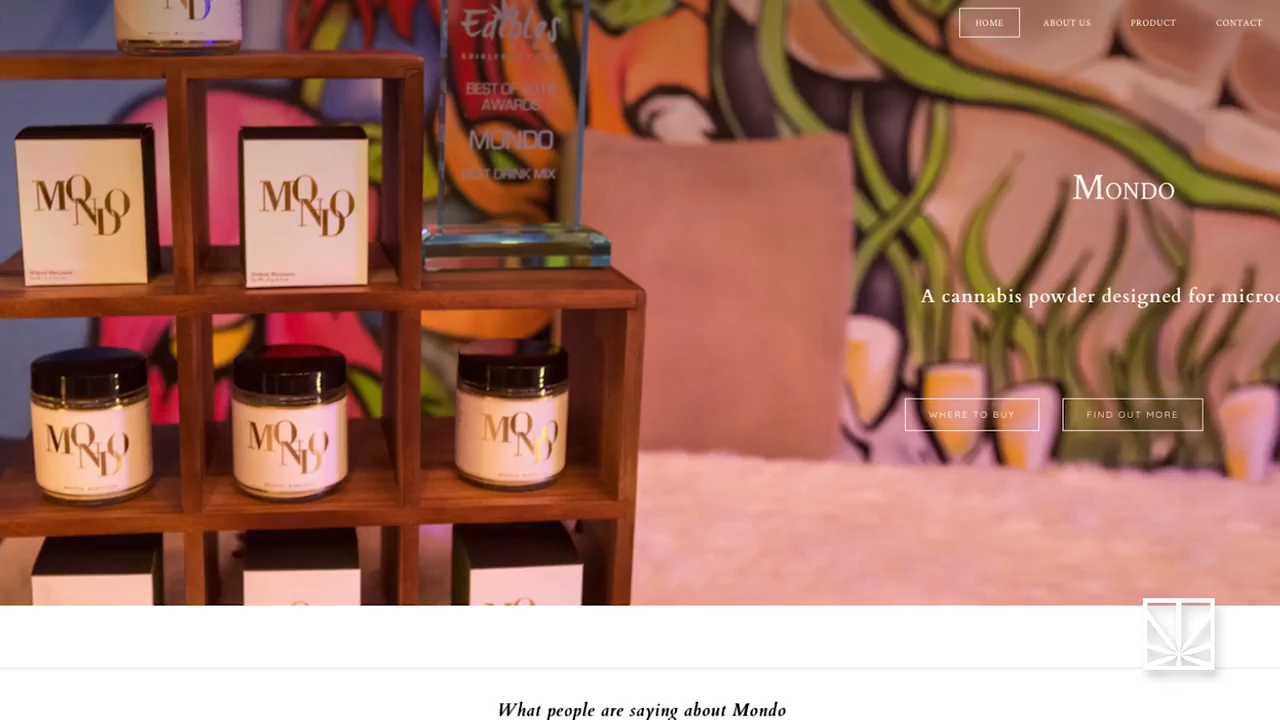 HOME ABOUT US PRODUCT CONTACT
Edibles
BEST OF 2016
AWARDS
MONDO
BEST DRINK MIX
MONDO
MONDO
MONDO
MONDO
MONDO
Mondo
A cannabis powder designed for microd
WHERE TO BUY FIND OUT MORE
What people are saying about Mondo